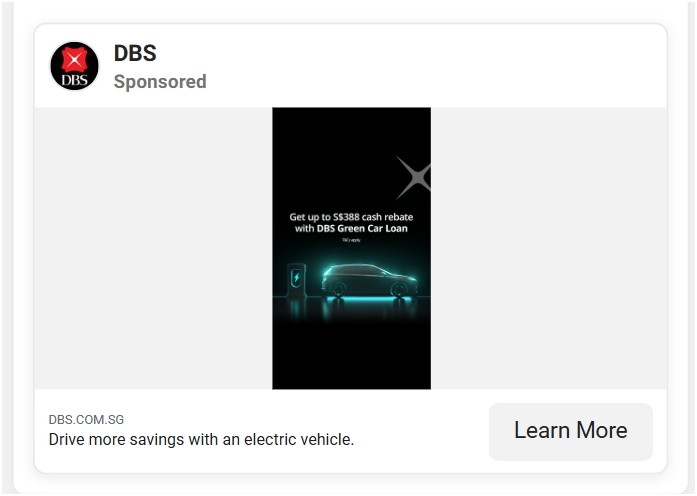 DBS
DBS
Sponsored
Get up to S$388 cash rebate
with DBS Green Car Loan
T&Cs apply
DBS.COM.SG
Drive more savings with an electric vehicle.
Learn More